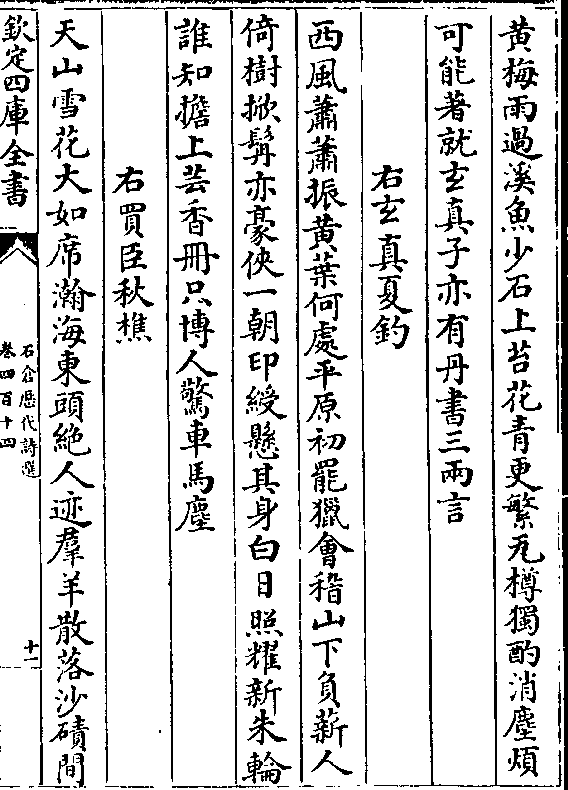 黄梅雨過溪魚少石上苔花青更繁瓦樽獨酌消塵煩
可能著就玄真子亦有丹書三兩言
右玄真夏釣
西風蕭蕭振黄葉何處平原初罷獵會稽山下負薪人
倚樹掀髯亦豪俠一朝印綬懸其身白日照耀新朱輪
誰知擔上芸香冊只博人驚車馬塵
右買臣秋樵
天山雪花大如席瀚海東頭絶人迹羣羊散落沙磧間
欽定四庫全書
石倉歴代詩選
卷四百十四
十一